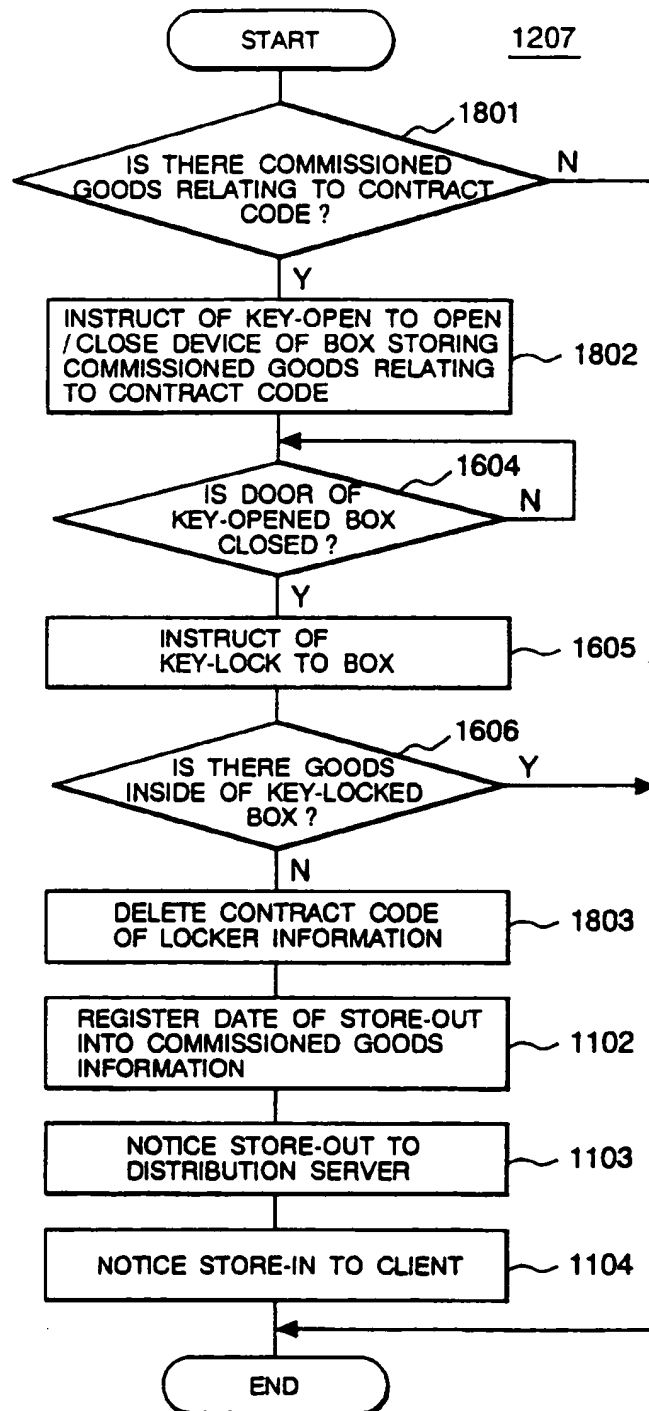 START
1207
1801
IS THERE COMMISSIONED
GOODS RELATING TO CONTRACT
CODE ?
N
Y
INSTRUCT OF KEY-OPEN TO OPEN
/CLOSE DEVICE OF BOX STORING
COMMISSIONED GOODS RELATING
TO CONTRACT CODE
1802
1604
IS DOOR OF
KEY-OPENED BOX
CLOSED ?
N
Y
INSTRUCT OF
KEY-LOCK TO BOX
1605
1606
IS THERE GOODS
INSIDE OF KEY-LOCKED
BOX ?
Y
N
DELETE CONTRACT CODE
OF LOCKER INFORMATION
1803
REGISTER DATE OF STORE-OUT
INTO COMMISSIONED GOODS
INFORMATION
1102
NOTICE STORE-OUT TO
DISTRIBUTION SERVER
1103
NOTICE STORE-IN TO CLIENT
1104
END